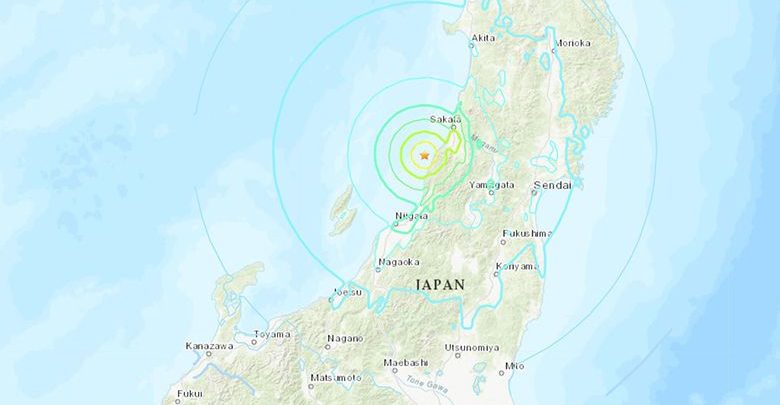 Akita
Morioka
Sakata
Mogami
Yamagata
Sendai
Niigata
Fukushima
Nagaoka
Koriyama
JAPAN
Joetsu
Toyama
Kanazawa
Nagano
Utsunomiya
Maebashi
Mito
Matsumoto
Tone Gawa
Fukui